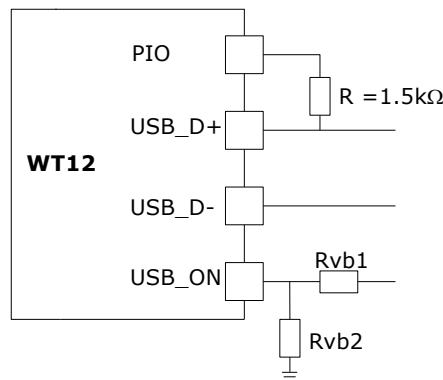 PIO
R =1.5kΩ
USB_D+
WT12
USB_D-
USB_ON
Rvb1
Rvb2